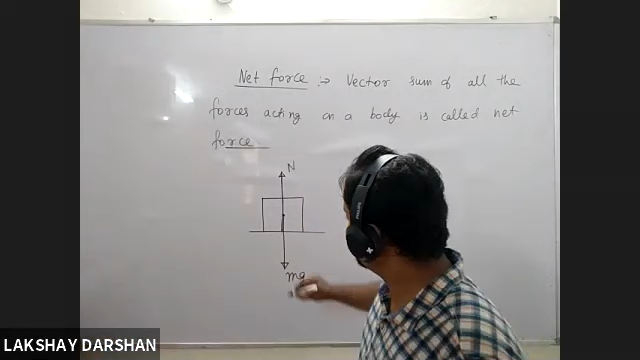 Net force :→ Vector sum of all the
forces acting on a body is called net
force
N
mg
LAKSHAY DARSHAN